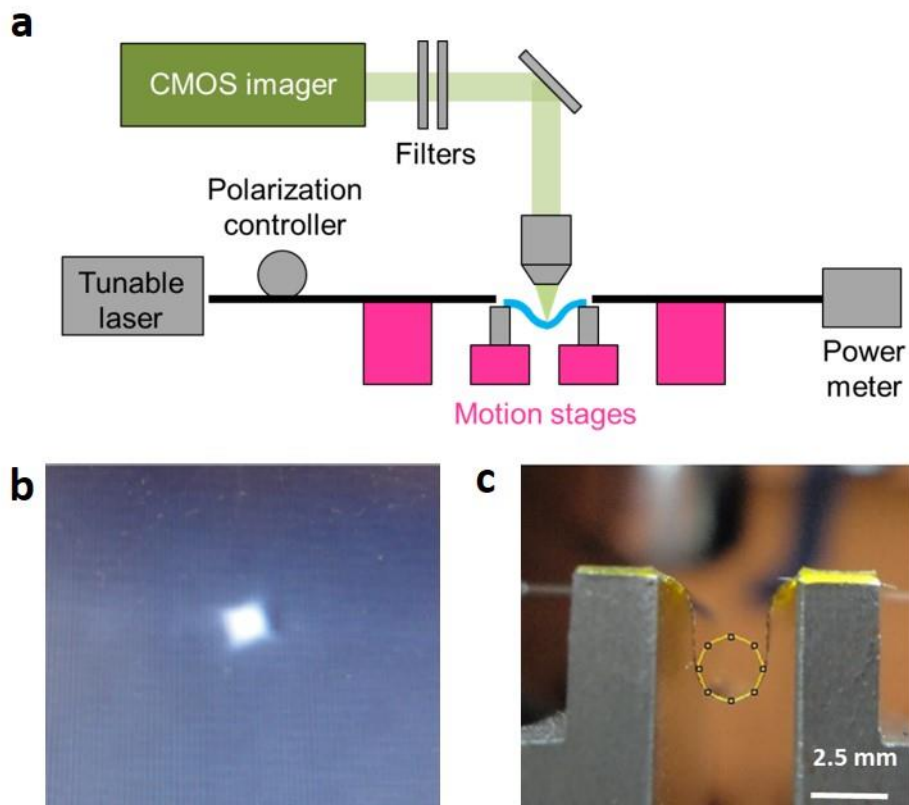 a
CMOS imager
Filters
Polarization
controller
Tunable
laser
Power
meter
Motion stages
b
c
2.5 mm